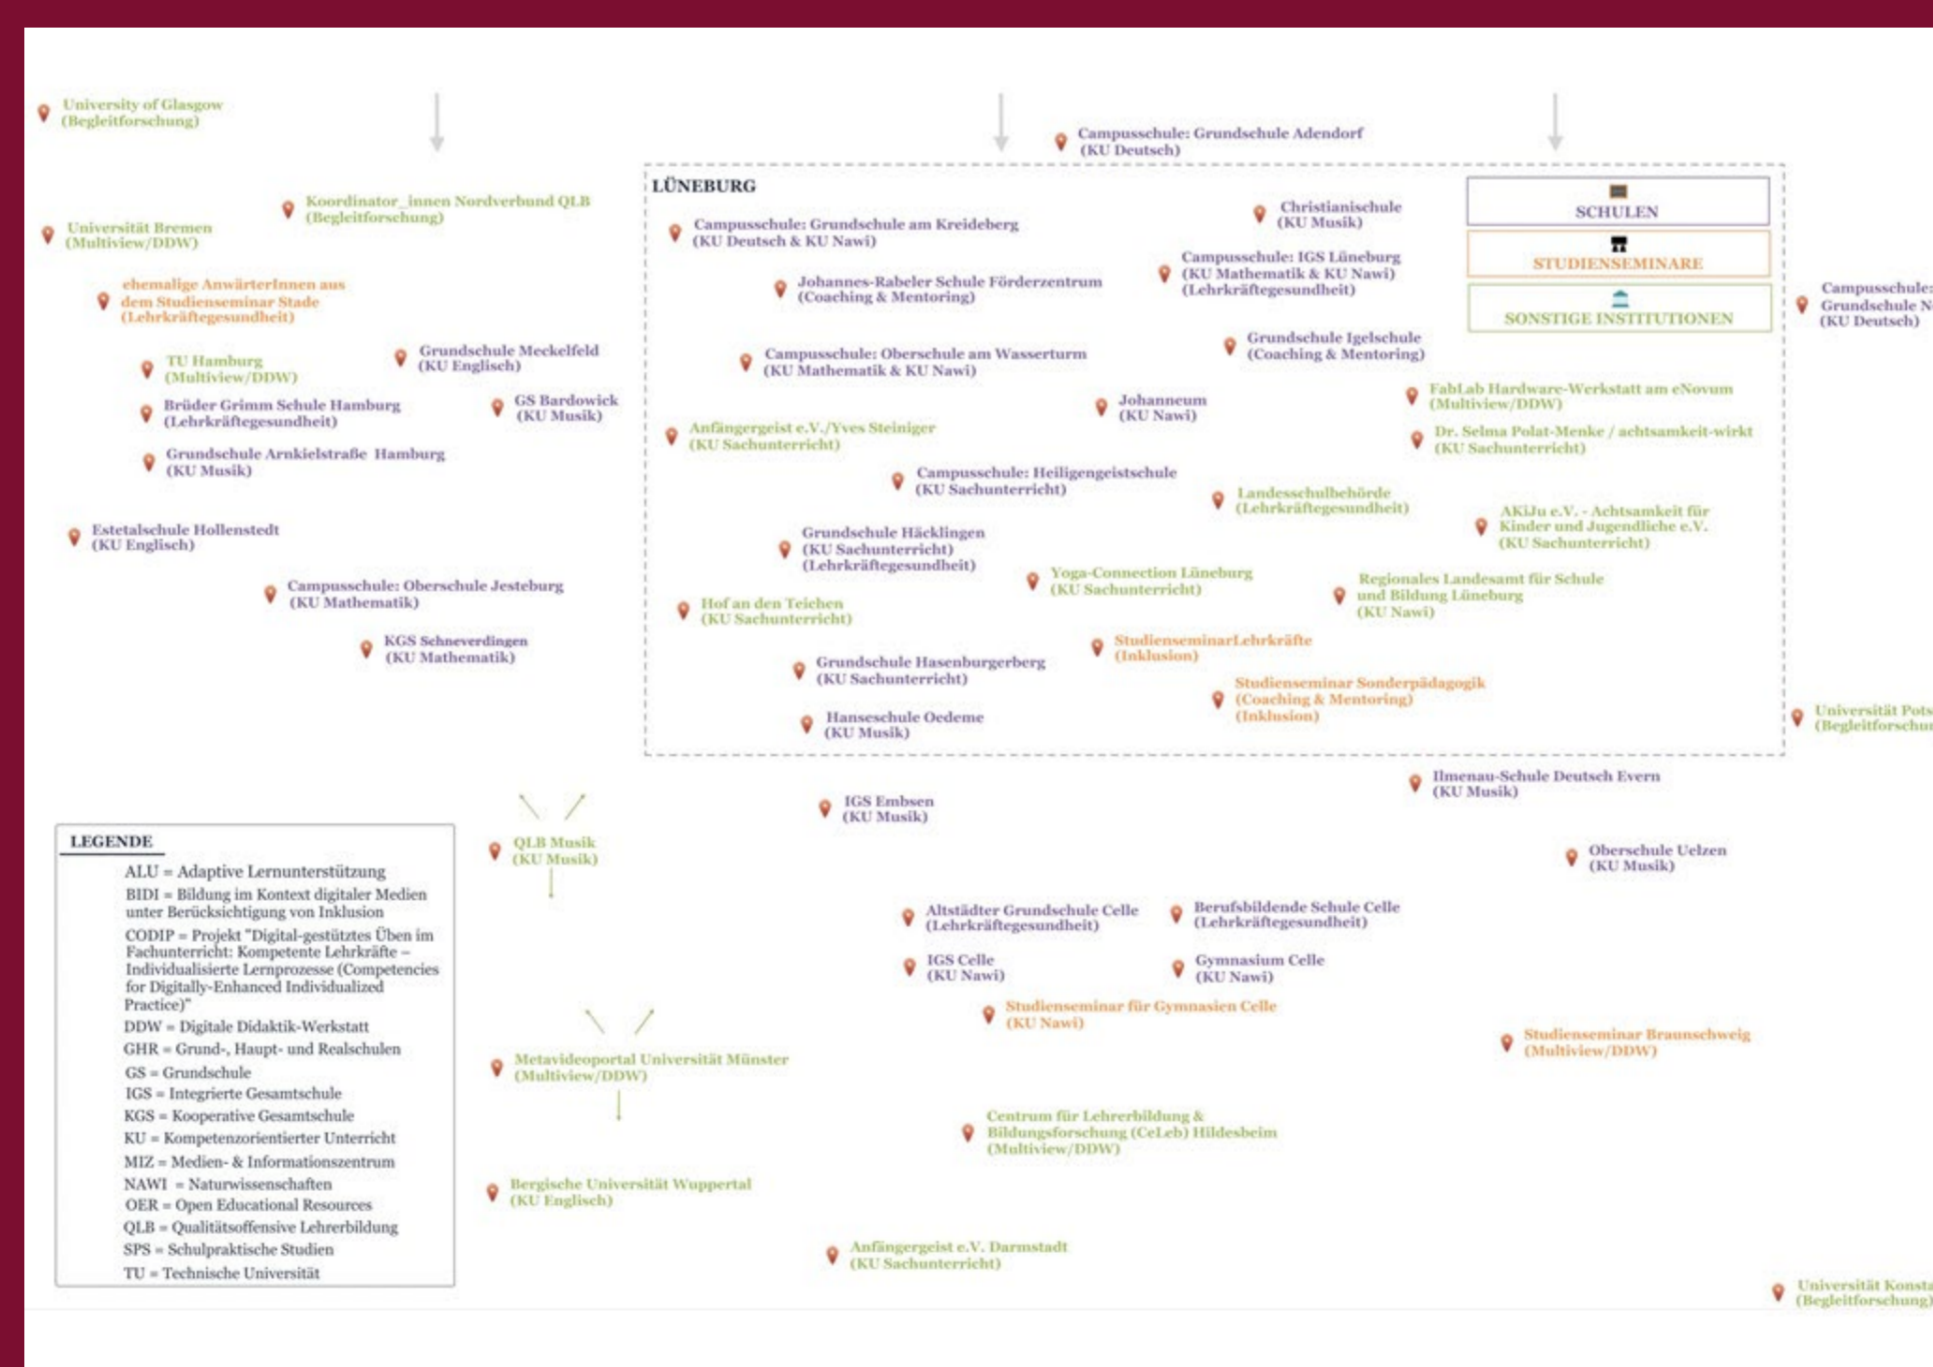 University of Glasgow
(Begleitforschung)
Campusschule: Grundschule Adendorf
(KU Deutsch)
Koordinator_innen Nordverbund QLB
(Begleitforschung)
Universität Bremen
(Multiview/DDW)
ehemalige AnwärterInnen aus
dem Studienseminar Stade
(Lehrkräftegesundheit)
TU Hamburg
(Multiview/DDW)
Grundschule Meckelfeld
(KU Englisch)
Brüder Grimm Schule Hamburg
(Lehrkräftegesundheit)
GS Bardowick
(KU Musik)
Grundschule Arnkielstraße Hamburg
(KU Musik)
Estetalschule Hollenstedt
(KU Englisch)
Campusschule: Oberschule Jesteburg
(KU Mathematik)
KGS Schneverdingen
(KU Mathematik)
LÜNEBURG
Campusschule: Grundschule am Kreideberg
(KU Deutsch & KU Nawi)
Christianischule
(KU Musik)
Johannes-Rabeler Schule Förderzentrum
(Coaching & Mentoring)
Campusschule: IGS Lüneburg
(KU Mathematik & KU Nawi)
(Lehrkräftegesundheit)
Campusschule: Oberschule am Wasserturm
(KU Mathematik & KU Nawi)
Grundschule Igelschule
(Coaching & Mentoring)
Johanneum
(KU Nawi)
SCHULEN
STUDIENSEMINARE
SONSTIGE INSTITUTIONEN
FabLab Hardware-Werkstatt am eNovum
(Multiview/DDW)
Anfängergeist e.V./Yves Steiniger
(KU Sachunterricht)
Dr. Selma Polat-Menke / achtsamkeit-wirkt
(KU Sachunterricht)
Campusschule: Heiligengeistschule
(KU Sachunterricht)
Landesschulbehörde
(Lehrkräftegesundheit)
AKiJu e.V. - Achtsamkeit für
Kinder und Jugendliche e.V.
(KU Sachunterricht)
Grundschule Häcklingen
(KU Sachunterricht)
(Lehrkräftegesundheit)
Yoga-Connection Lüneburg
(KU Sachunterricht)
Regionales Landesamt für Schule
und Bildung Lüneburg
(KU Nawi)
Hof an den Teichen
(KU Sachunterricht)
StudienseminarLehrkräfte
(Inklusion)
Grundschule Hasenburgerberg
(KU Sachunterricht)
Studienseminar Sonderpädagogik
(Coaching & Mentoring)
(Inklusion)
Hanseschule Oedeme
(KU Musik)
Campusschule:
Grundschule
(KU Deutsch)
Universität
Ilmenau-Schule Deutsch Evern
(KU Musik)
IGS Embsen
(KU Musik)
QLB Musik
(KU Musik)
Oberschule Uelzen
(KU Musik)
Altstädter Grundschule Celle
(Lehrkräftegesundheit)
Berufsbildende Schule Celle
(Lehrkräftegesundheit)
IGS Celle
(KU Nawi)
Gymnasium Celle
(KU Nawi)
Studienseminar für Gymnasien Celle
(KU Nawi)
Studienseminar Braunschweig
(Multiview/DDW)
Metavideoportal Universität Münster
(Multiview/DDW)
Centrum für Lehrerbildung &
Bildungsforschung (CeLeb) Hildesheim
(Multiview/DDW)
Bergische Universität Wuppertal
(KU Englisch)
Anfängergeist e.V. Darmstadt
(KU Sachunterricht)
Universität
(Begleitforschung)
LEGENDE
ALU = Adaptive Lernunterstützung
BIDI = Bildung im Kontext digitaler Medien
unter Berücksichtigung von Inklusion
CODIP = Projekt "Digital-gestütztes Üben im
Fachunterricht: Kompetente Lehrkräfte –
Individualisierte Lernprozesse (Competencies
for Digitally-Enhanced Individualized
Practice)"
DDW = Digitale Didaktik-Werkstatt
GHR = Grund-, Haupt- und Realschulen
GS = Grundschule
IGS = Integrierte Gesamtschule
KGS = Kooperative Gesamtschule
KU = Kompetenzorientierter Unterricht
MIZ = Medien- & Informationszentrum
NAWI = Naturwissenschaften
OER = Open Educational Resources
QLB = Qualitätsoffensive Lehrerbildung
SPS = Schulpraktische Studien
TU = Technische Universität